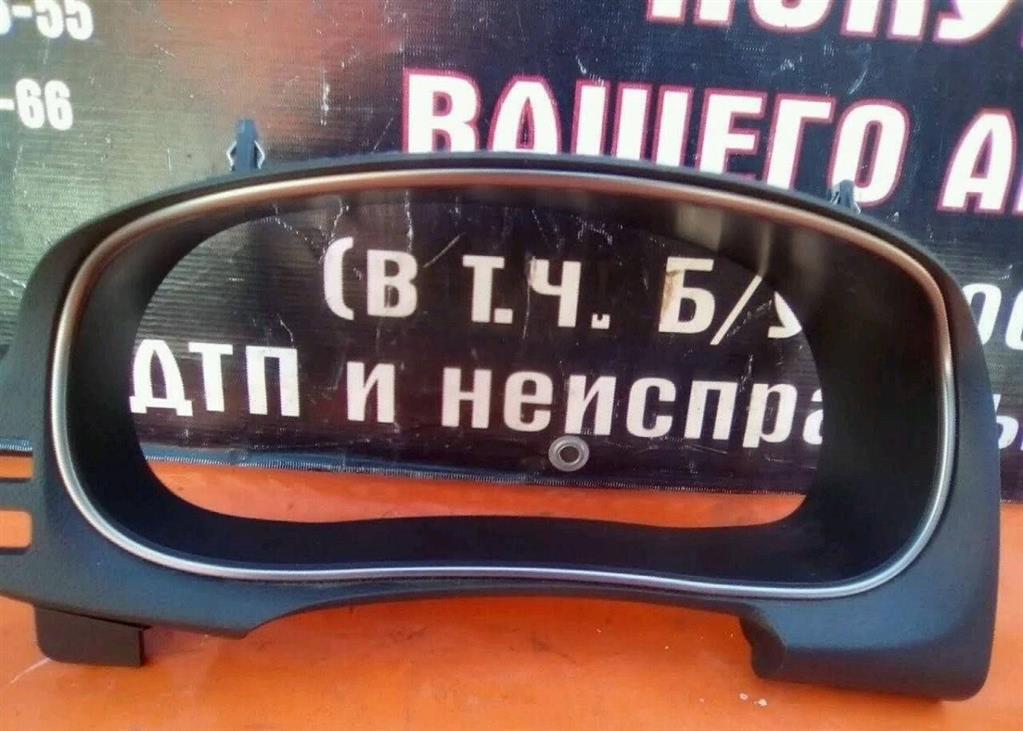 -55
-66
ВАШЕГО А
(в т.ч. Б/У
ДТП и неиспра